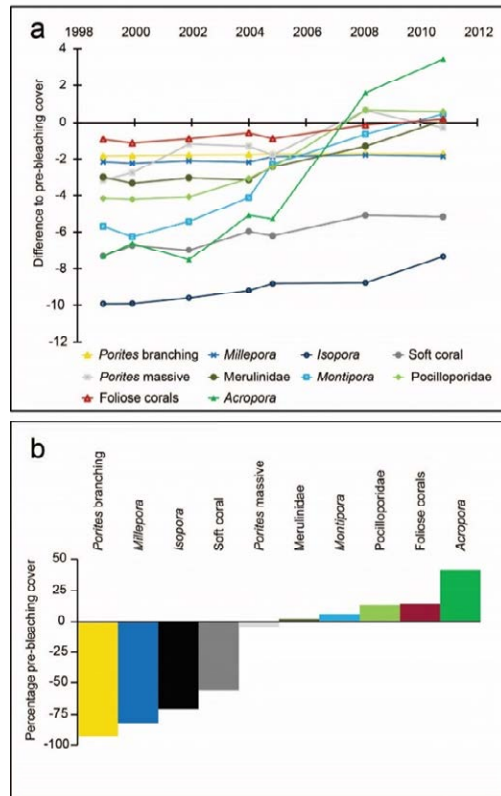 a
1998 2000 2002 2004 2006 2008 2010 2012
4
2
0
-2
-4
-6
-8
-10
-12
Difference to pre-bleaching cover
Porites branching Millepora Isopora Soft coral
Porites massive Merulinidae Montipora Pocilloporidae
Foliose corals Acropora
b
Porites branching
Millepora
Isopora
Soft coral
Porites massive
Merulinidae
Montipora
Pocilloporidae
Foliose corals
Acropora
50
25
0
-25
-50
-75
-100
Percentage pre-bleaching cover